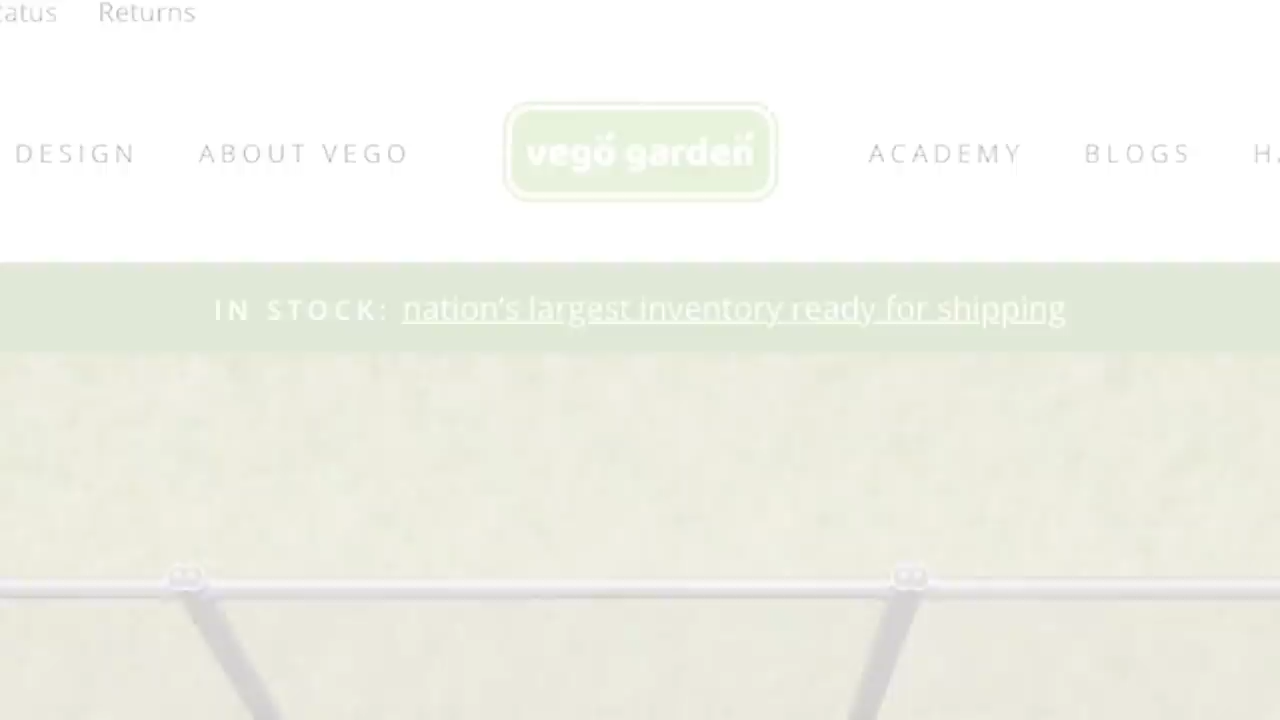 Returns
DESIGN ABOUT VEGO vego garden ACADEMY BLOGS
IN STOCK: nation's largest inventory ready for shipping